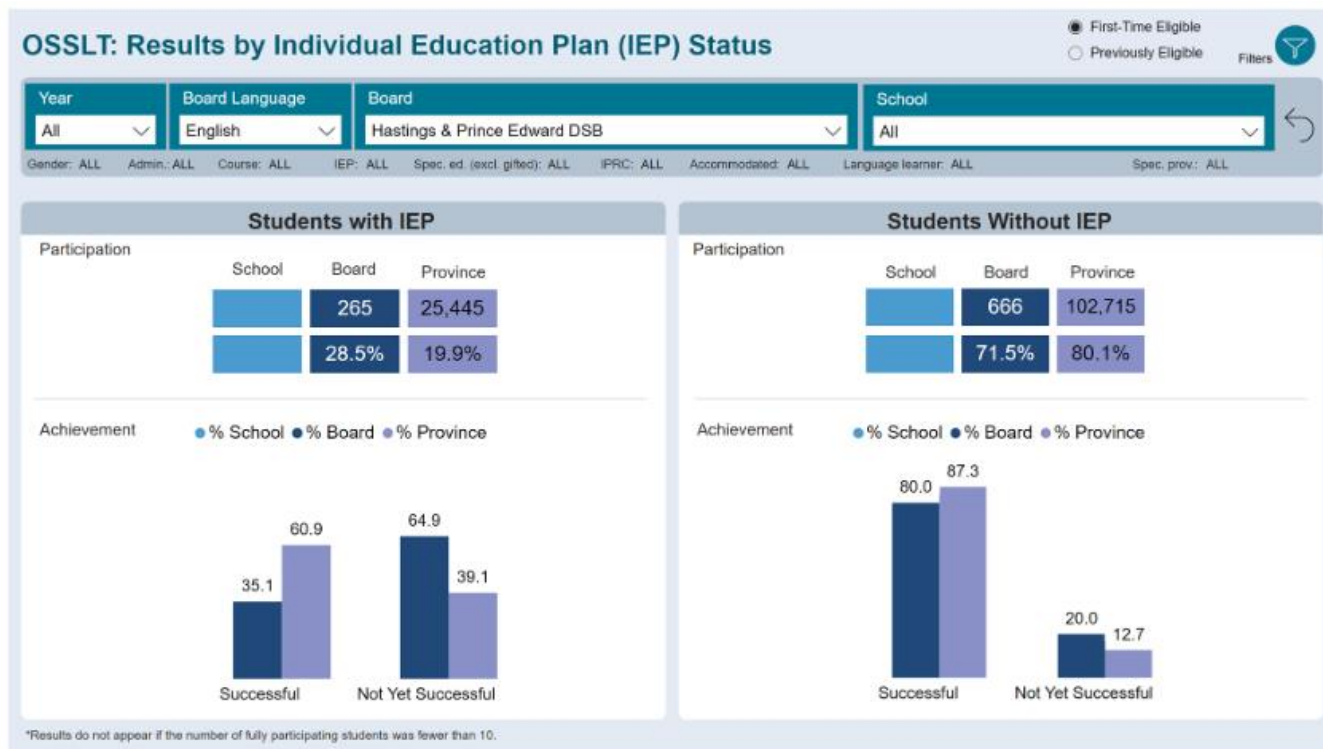 OSSLT: Results by Individual Education Plan (IEP) Status
First-Time Eligible
Previously Eligible
Filters
Year
Board Language
Board
School
All
English
Hastings & Prince Edward DSB
All
Gender: ALL Admin.: ALL Course: ALL IEP: ALL Spec. ed. (excl. gifted): ALL IPRC: ALL Accommodated: ALL Language learner: ALL Spec. prov.: ALL
Students with IEP
Participation
School Board Province
265 25,445
28.5% 19.9%
Achievement
% School % Board % Province
35.1 60.9 64.9 39.1
Successful Not Yet Successful
Students Without IEP
Participation
School Board Province
666 102,715
71.5% 80.1%
Achievement
% School % Board % Province
80.0 87.3 20.0 12.7
Successful Not Yet Successful
*Results do not appear if the number of fully participating students was fewer than 10.